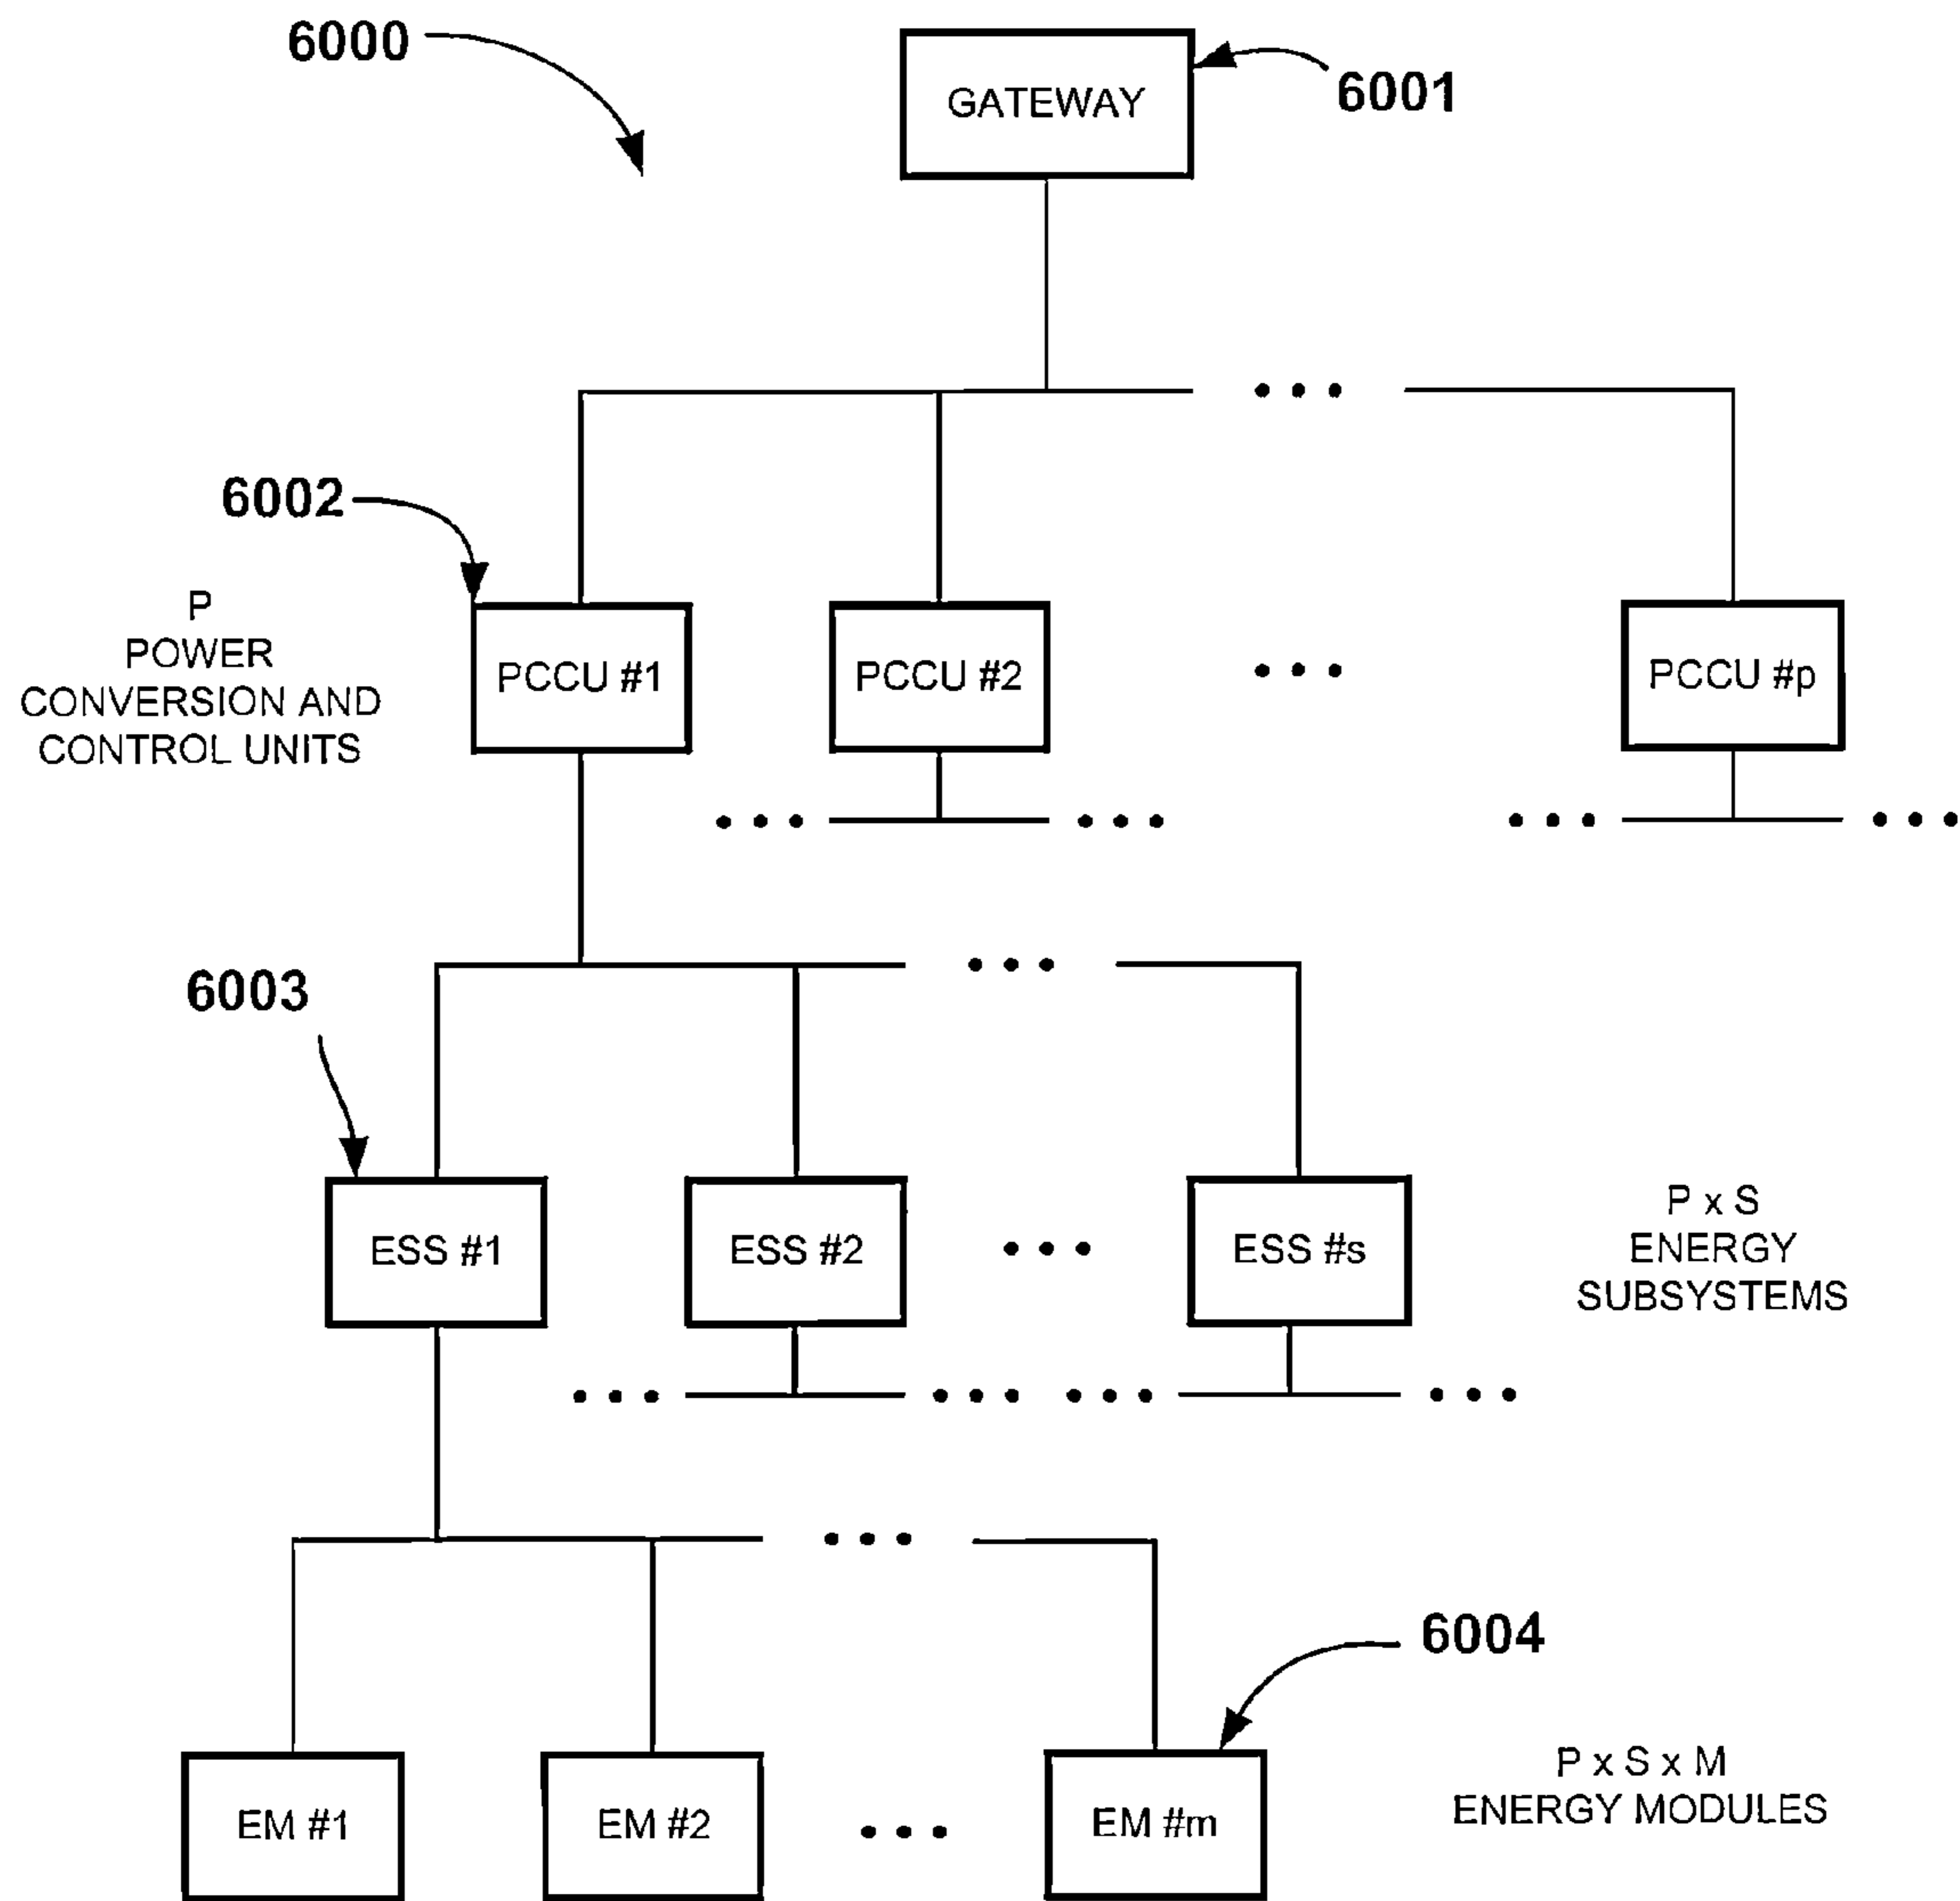 6000
GATEWAY
6001
6002
P
POWER
CONVERSION AND
CONTROL UNITS
PCCU #1
PCCU #2
PCCU #p
6003
ESS #1
ESS #2
ESS #s
P x S
ENERGY
SUBSYSTEMS
6004
EM #1
EM #2
EM #m
P x S x M
ENERGY MODULES